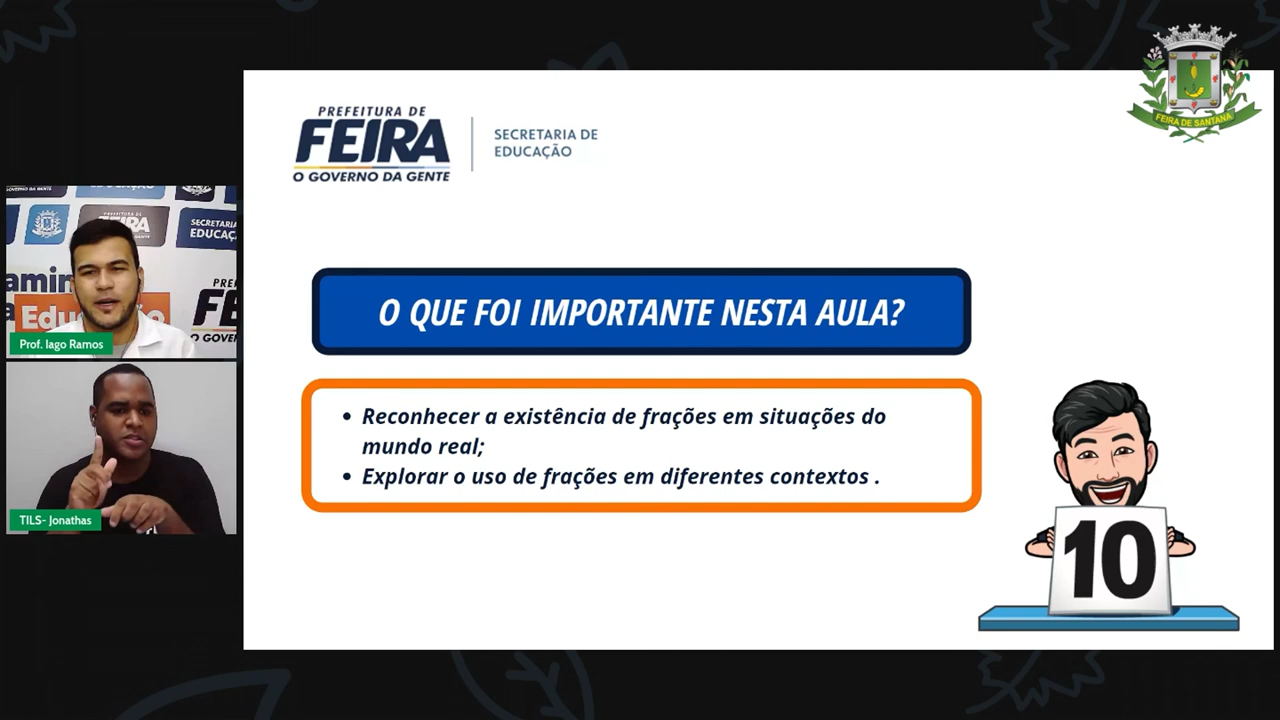 PREFEITURA DE
FEIRA
O GOVERNO DA GENTE
SECRETARIA DE
EDUCAÇÃO
FEIRA DE SANTANA
O QUE FOI IMPORTANTE NESTA AULA?
• Reconhecer a existência de frações em situações do
mundo real;
• Explorar o uso de frações em diferentes contextos .
10
Prof. Iago Ramos
TILS- Jonathas